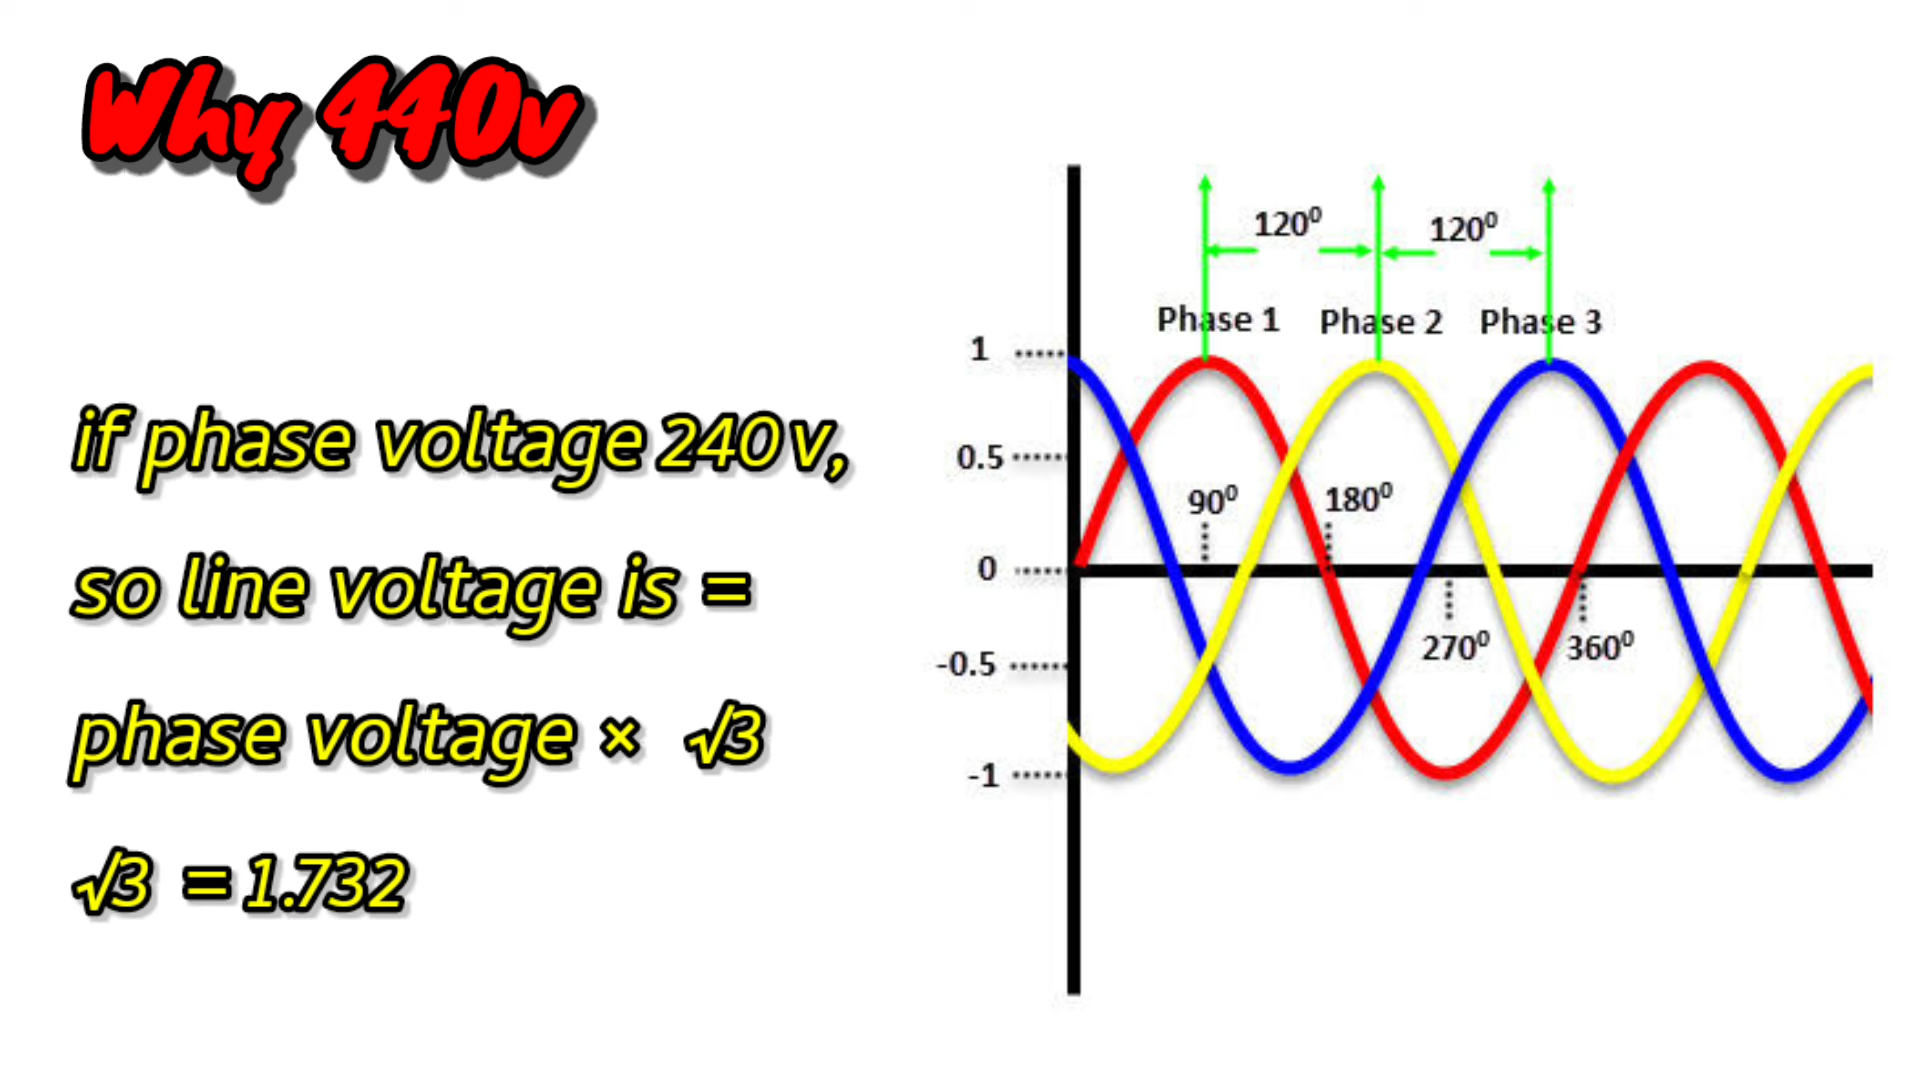 Why 440v
if phase voltage 240 v,
so line voltage is =
phase voltage × √3
√3 = 1.732
120⁰ 120⁰
Phase 1 Phase 2 Phase 3
1
0.5
90⁰ 180⁰
0
270⁰ 360⁰
-0.5
-1